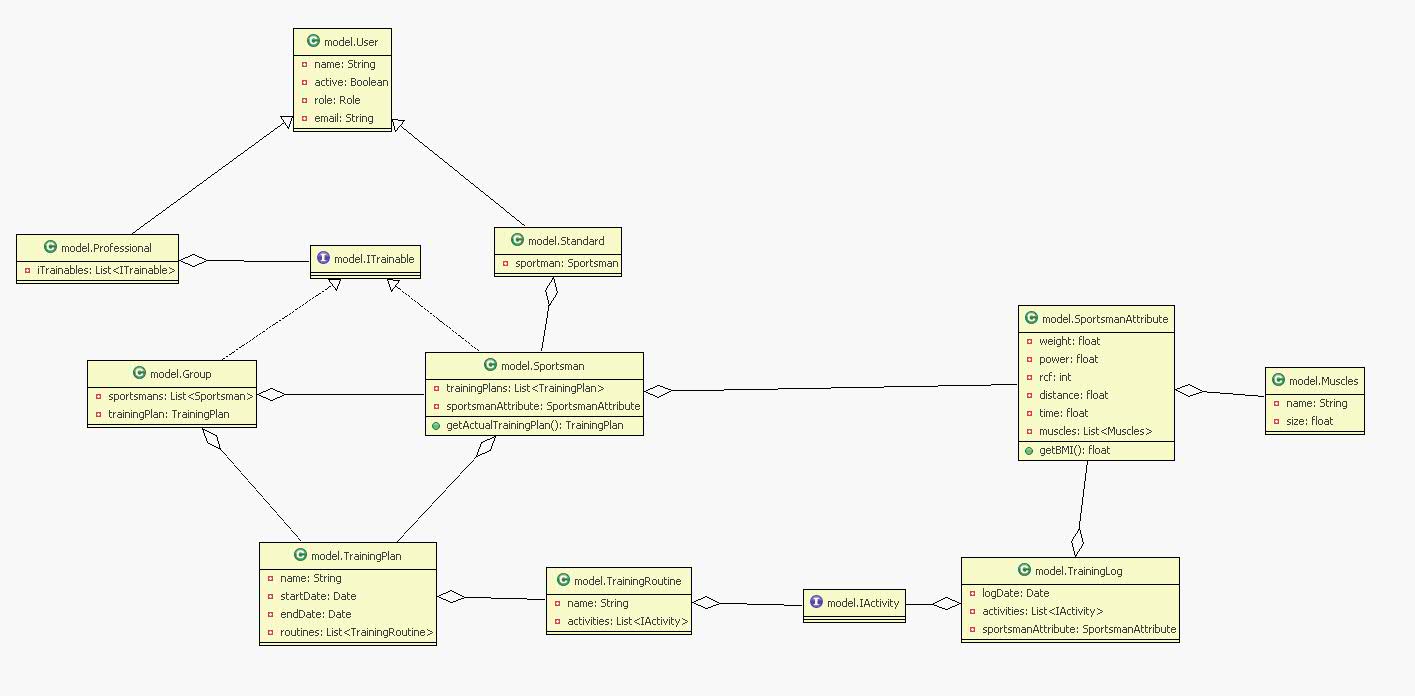 C model.User
name: String
active: Boolean
role: Role
email: String
C model.Professional
iTrainables: List<ITrainable>
I model.ITrainable
C model.Standard
sportman: Sportsman
C model.Group
sportsmans: List<Sportsman>
trainingPlan: TrainingPlan
C model.Sportsman
trainingPlans: List<TrainingPlan>
sportsmanAttribute: SportsmanAttribute
getActualTrainingPlan(): TrainingPlan
C model.SportsmanAttribute
weight: float
power: float
rcf: int
distance: float
time: float
muscles: List<Muscles>
getBMI(): float
C model.Muscles
name: String
size: float
C model.TrainingPlan
name: String
startDate: Date
endDate: Date
routines: List<TrainingRoutine>
C model.TrainingRoutine
name: String
activities: List<IActivity>
I model.IActivity
C model.TrainingLog
logDate: Date
activities: List<IActivity>
sportsmanAttribute: SportsmanAttribute